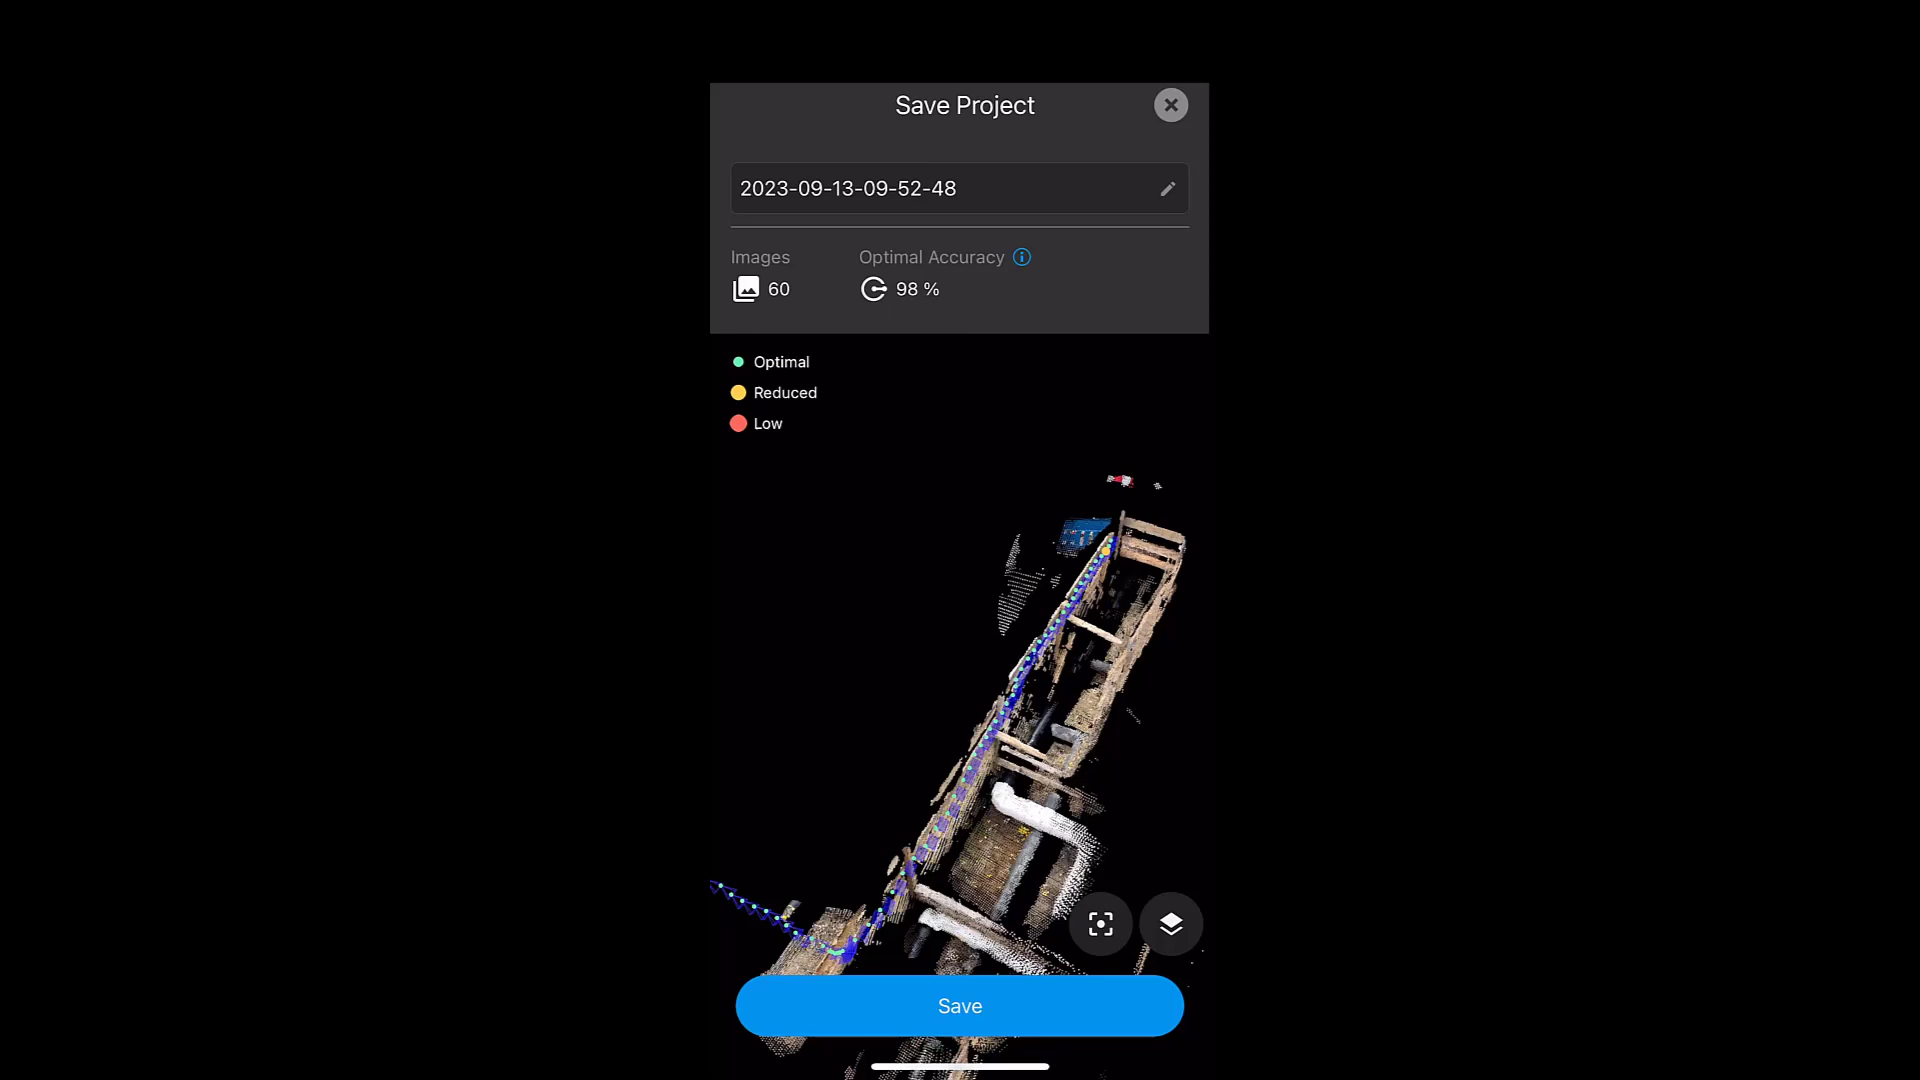 Save Project
2023-09-13-09-52-48
Images
Optimal Accuracy
60
98 %
Optimal
Reduced
Low
Save